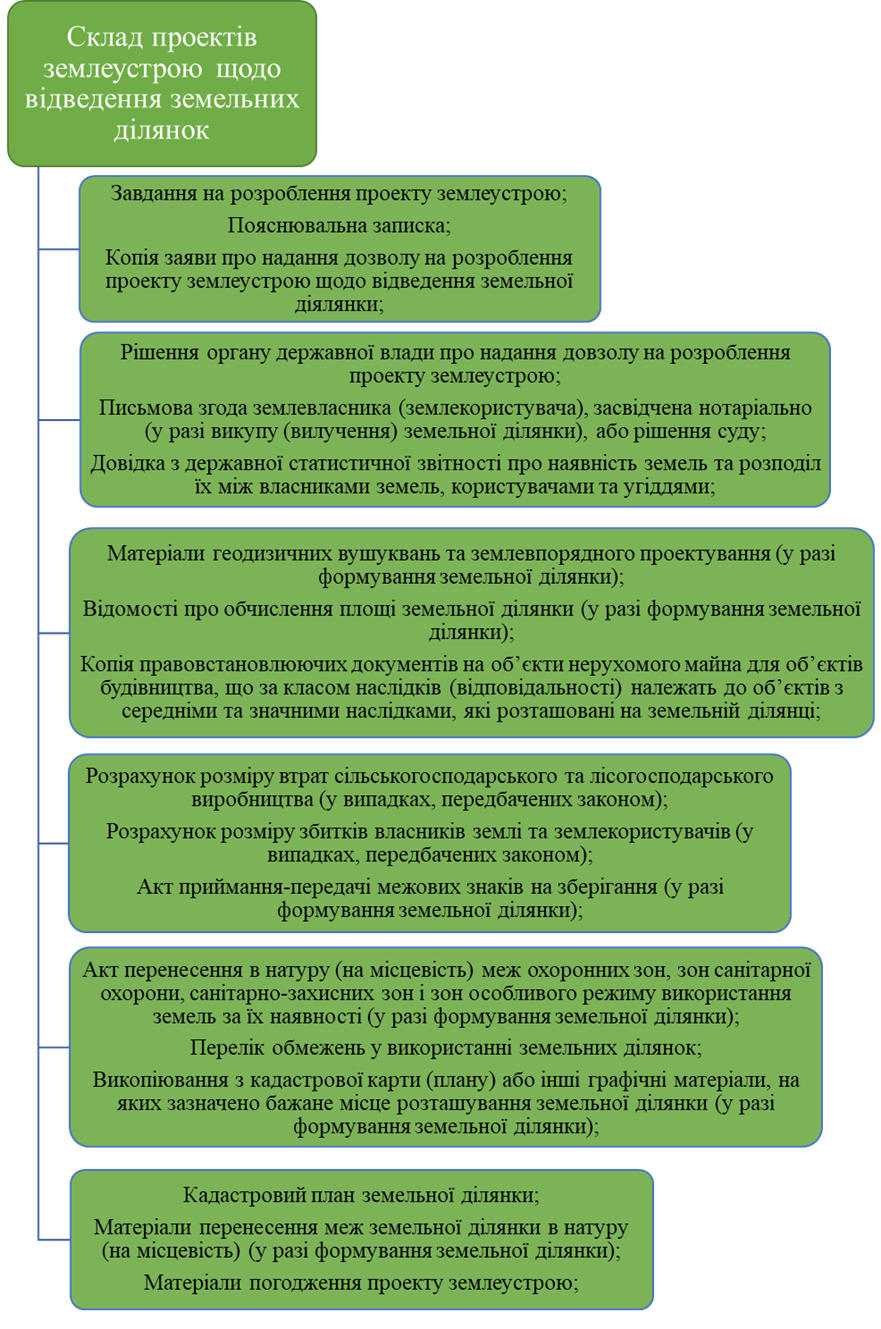 Склад проектів
землеустрою щодо
відведення земельних
ділянок
Завдання на розроблення проекту землеустрою;
Пояснювальна записка;
Копія заяви про надання дозволу на розроблення
проекту землеустрою щодо відведення земельної
діялянки;
Рішення органу державної влади про надання довзолу на розроблення
проекту землеустрою;
Письмова згода землевласника (землекористувача), засвідчена нотаріально
(у разі викупу (вилучення) земельної ділянки), або рішення суду;
Довідка з державної статистичної звітності про наявність земель та розподіл
їх між власниками земель, користувачами та угіддями;
Матеріали геодизичних вушуквань та землевпорядного проектування (у разі
формування земельної ділянки);
Відомості про обчислення площі земельної ділянки (у разі формування земельної
ділянки);
Копія правовстановлюючих документів на об’єкти нерухомого майна для об’єктів
будівництва, що за класом наслідків (відповідальності) належать до об’єктів з
середніми та значними наслідками, які розташовані на земельній ділянці;
Розрахунок розміру втрат сільськогосподарського та лісогосподарського
виробництва (у випадках, передбачених законом);
Розрахунок розміру збитків власників землі та землекористувачів (у
випадках, передбачених законом);
Акт приймання-передачі межових знаків на зберігання (у разі
формування земельної ділянки);
Акт перенесення в натуру (на місцевість) меж охоронних зон, зон санітарної
охорони, санітарно-захисних зон і зон особливого режиму використання
земель за їх наявності (у разі формування земельної ділянки);
Перелік обмежень у використанні земельних ділянок;
Викопіювання з кадастрової карти (плану) або інші графічні матеріали, на
яких зазначено бажане місце розташування земельної ділянки (у разі
формування земельної ділянки);
Кадастровий план земельної ділянки;
Матеріали перенесення меж земельної ділянки в натуру
(на місцевість) (у разі формування земельної ділянки);
Матеріали погодження проекту землеустрою;